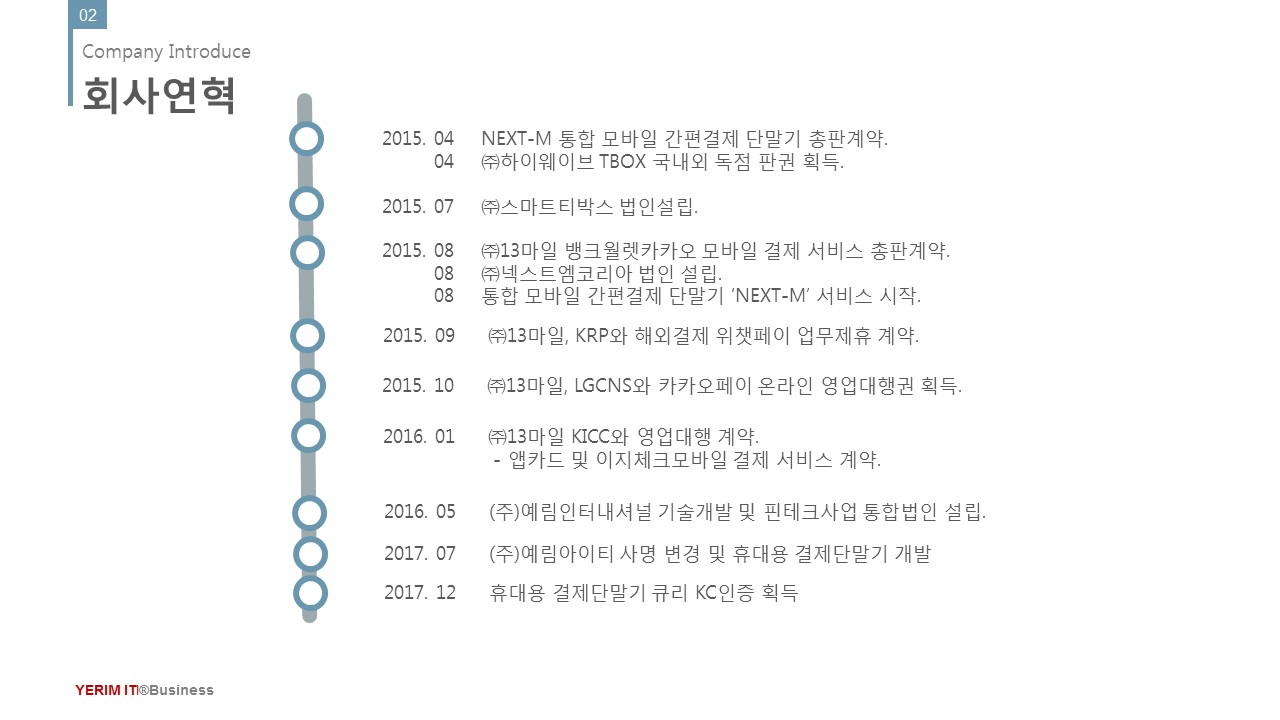 02
Company Introduce
회사연혁
2015. 04 NEXT-M 통합 모바일 간편결제 단말기 총판계약.
04 ㈜하이웨이브 TBOX 국내외 독점 판권 획득.
2015. 07 ㈜스마트티박스 법인설립.
2015. 08 ㈜13마일 뱅크월렛카카오 모바일 결제 서비스 총판계약.
08 ㈜넥스트엠코리아 법인 설립.
08 통합 모바일 간편결제 단말기 ‘NEXT-M’ 서비스 시작.
2015. 09 ㈜13마일, KRP와 해외결제 위챗페이 업무제휴 계약.
2015. 10 ㈜13마일, LGCNS와 카카오페이 온라인 영업대행권 획득.
2016. 01 ㈜13마일 KICC와 영업대행 계약.
- 앱카드 및 이지체크모바일 결제 서비스 계약.
2016. 05 (주)예림인터내셔널 기술개발 및 핀테크사업 통합법인 설립.
2017. 07 (주)예림아이티 사명 변경 및 휴대용 결제단말기 개발
2017. 12 휴대용 결제단말기 큐리 KC인증 획득
YERIM IT|®Business